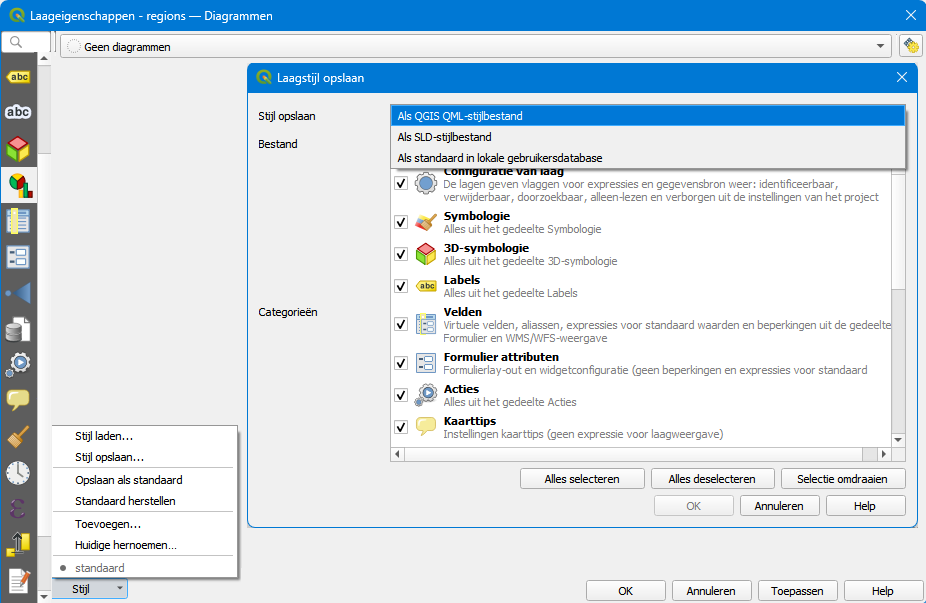 Laageigenschappen - regions — Diagrammen
Geen diagrammen
abc
abc
Laagstijl opslaan
Stijl opslaan
Als QGIS QML-stijlbestand
Als SLD-stijlbestand
Als standaard in lokale gebruikersdatabase
Bestand
Configuratie van laag
De lagen geven vlaggen voor expressies en gegevensbron weer: identificeerbaar,
verwijderbaar, doorzoekbaar, alleen-lezen en verborgen uit de instellingen van het project
Symbologie
Alles uit het gedeelte Symbologie
3D-symbologie
Alles uit het gedeelte 3D-symbologie
abc
Labels
Alles uit het gedeelte Labels
Categorieën
Velden
Virtuele velden, aliassen, expressies voor standaard waarden en beperkingen uit de gedeelte
Formulier en WMS/WFS-weergave
Formulier attributen
Formulierlay-out en widgetconfiguratie (geen beperkingen en expressies voor standaard
Acties
Alles uit het gedeelte Acties
Kaarttips
Instellingen kaarttips (geen expressie voor laagweergave)
Alles selecteren
Alles deselecteren
Selectie omdraaien
OK
Annuleren
Help
Stijl laden...
Stijl opslaan...
Opslaan als standaard
Standaard herstellen
Toevoegen...
Huidige hernoemen...
standaard
Stijl
OK
Annuleren
Toepassen
Help